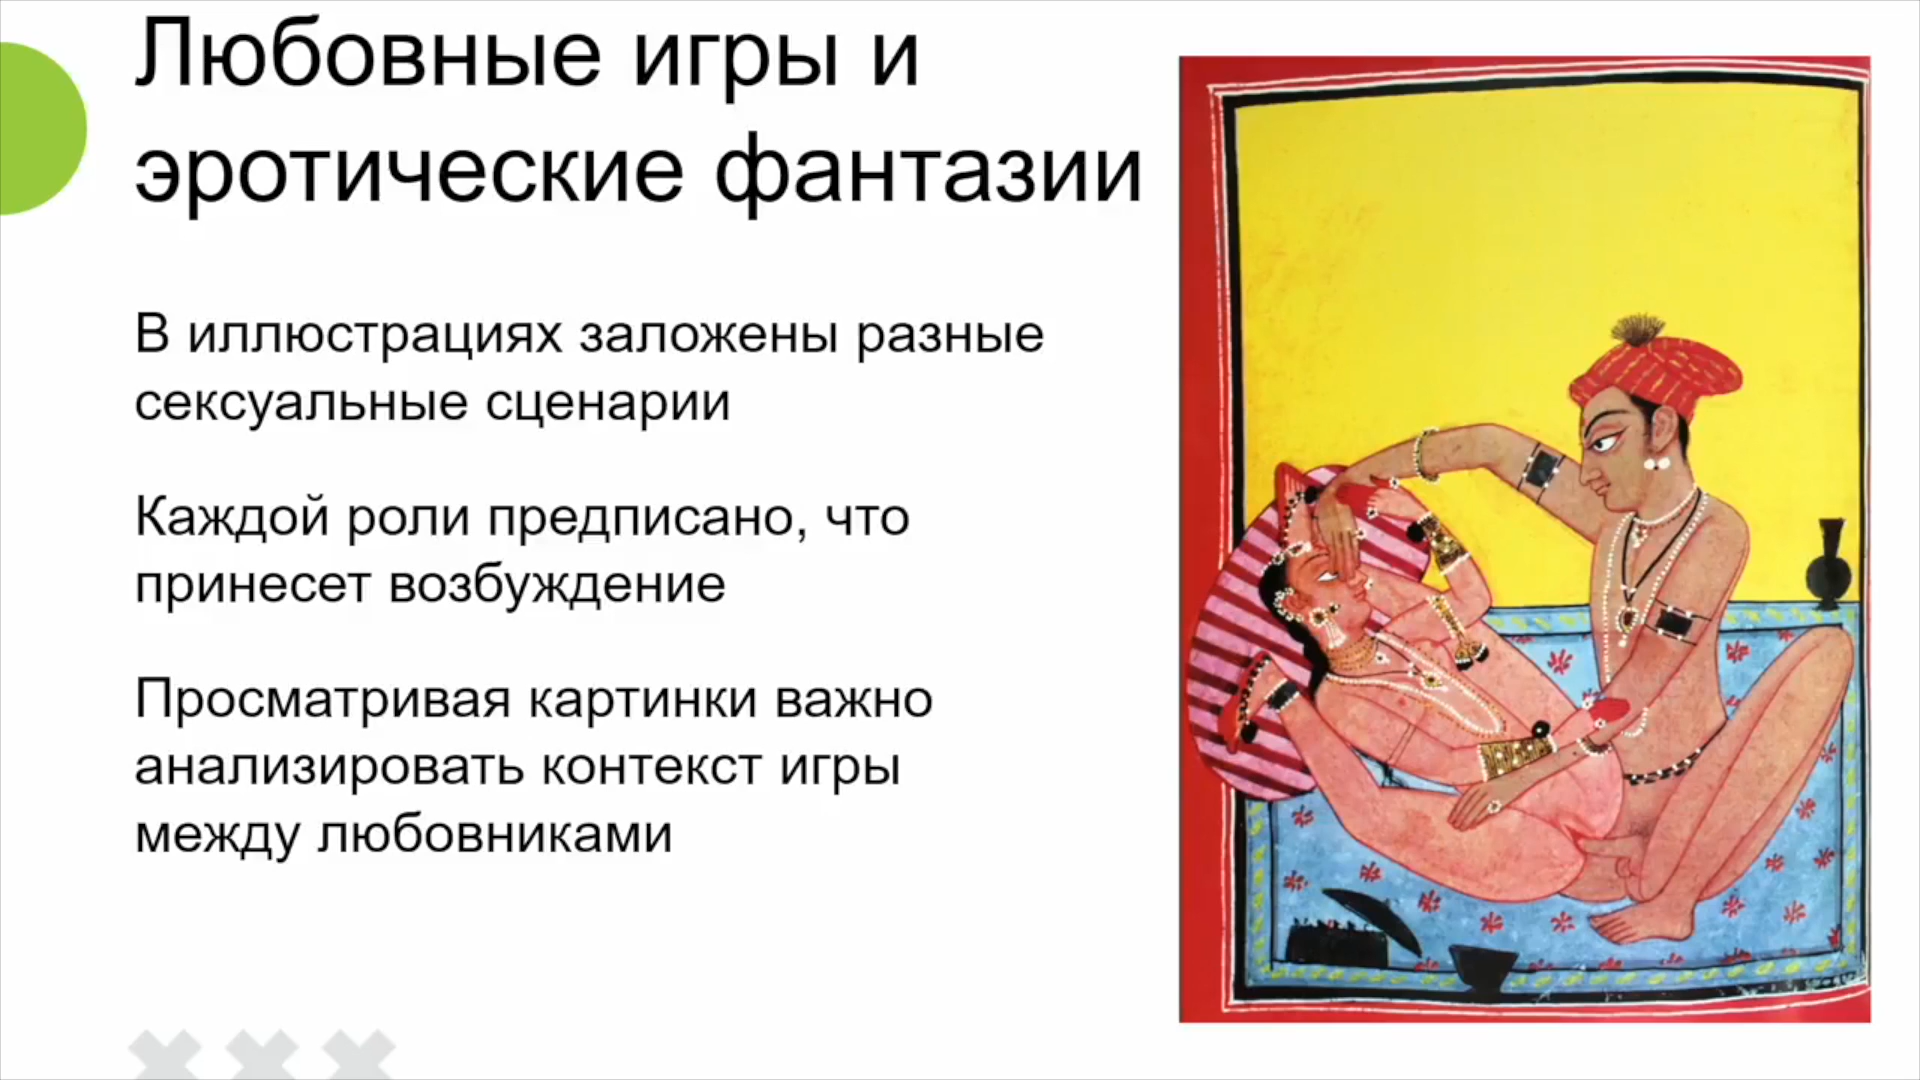 Любовные игры и
эротические фантазии
В иллюстрациях заложены разные
сексуальные сценарии
Каждой роли предписано, что
принесет возбуждение
Просматривая картинки важно
анализировать контекст игры
между любовниками